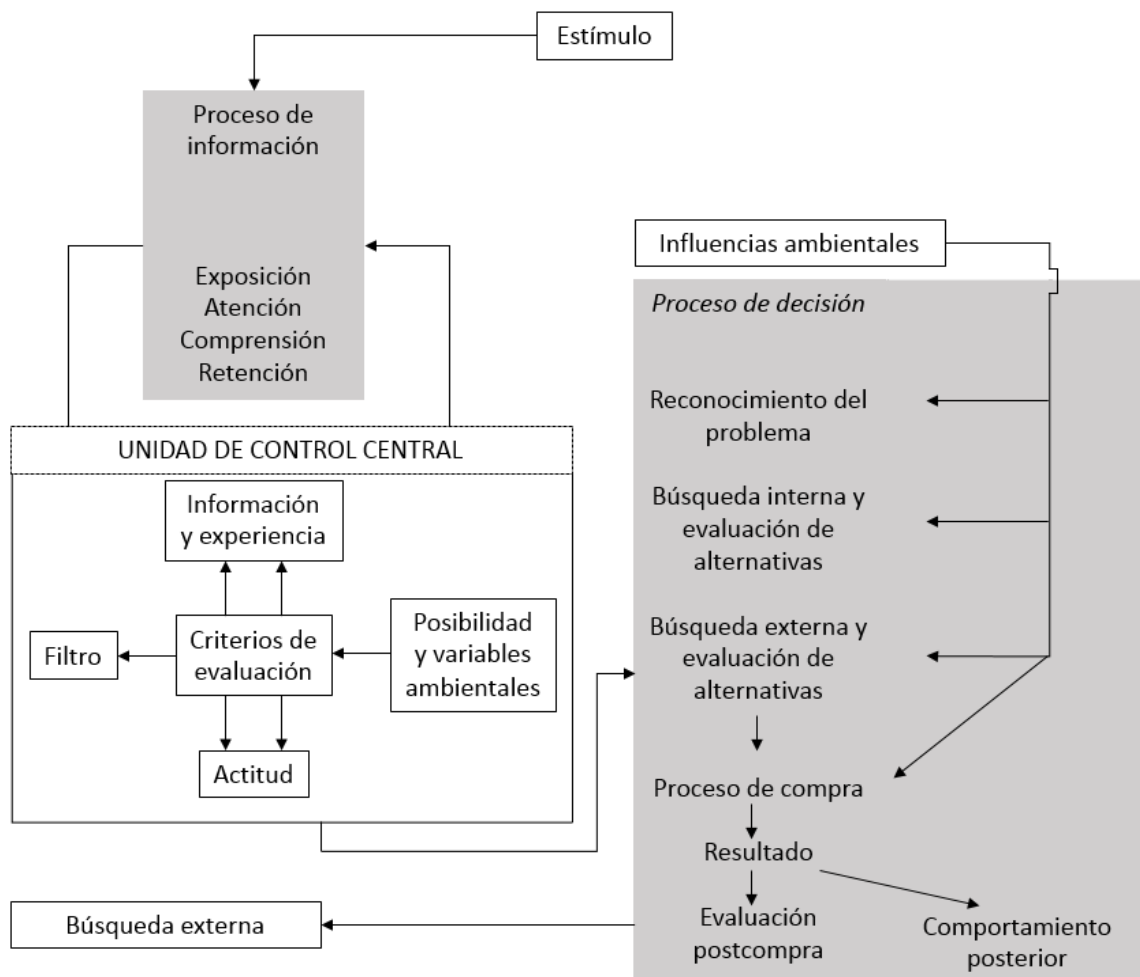 Estímulo
Proceso de
información
Exposición
Atención
Comprensión
Retención
UNIDAD DE CONTROL CENTRAL
Información
y experiencia
Filtro
Criterios de
evaluación
Posibilidad
y variables
ambientales
Actitud
Búsqueda externa
Influencias ambientales
Proceso de decisión
Reconocimiento del
problema
Búsqueda interna y
evaluación de
alternativas
Búsqueda externa y
evaluación de
alternativas
Proceso de compra
Resultado
Evaluación
postcompra
Comportamiento
posterior